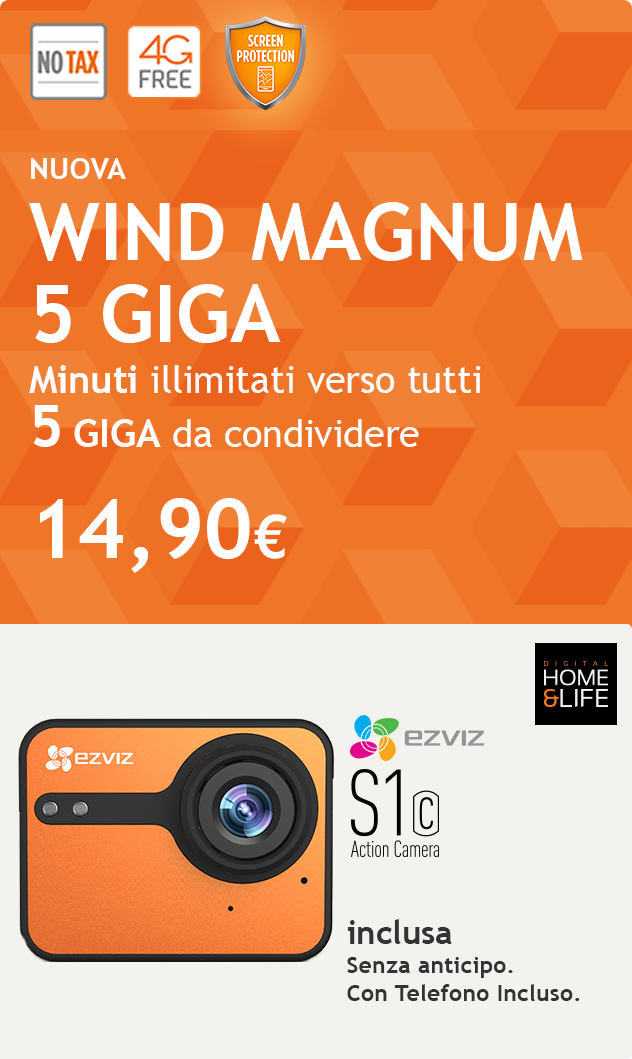 NO TAX
4G
FREE
SCREEN
PROTECTION
NUOVA
WIND MAGNUM
5 GIGA
Minuti illimitati verso tutti
5 GIGA da condividere
14,90€
DIGITAL
HOME
&LIFE
ezviz
ezviz
S1C
Action Camera
inclusa
Senza anticipo.
Con Telefono Incluso.